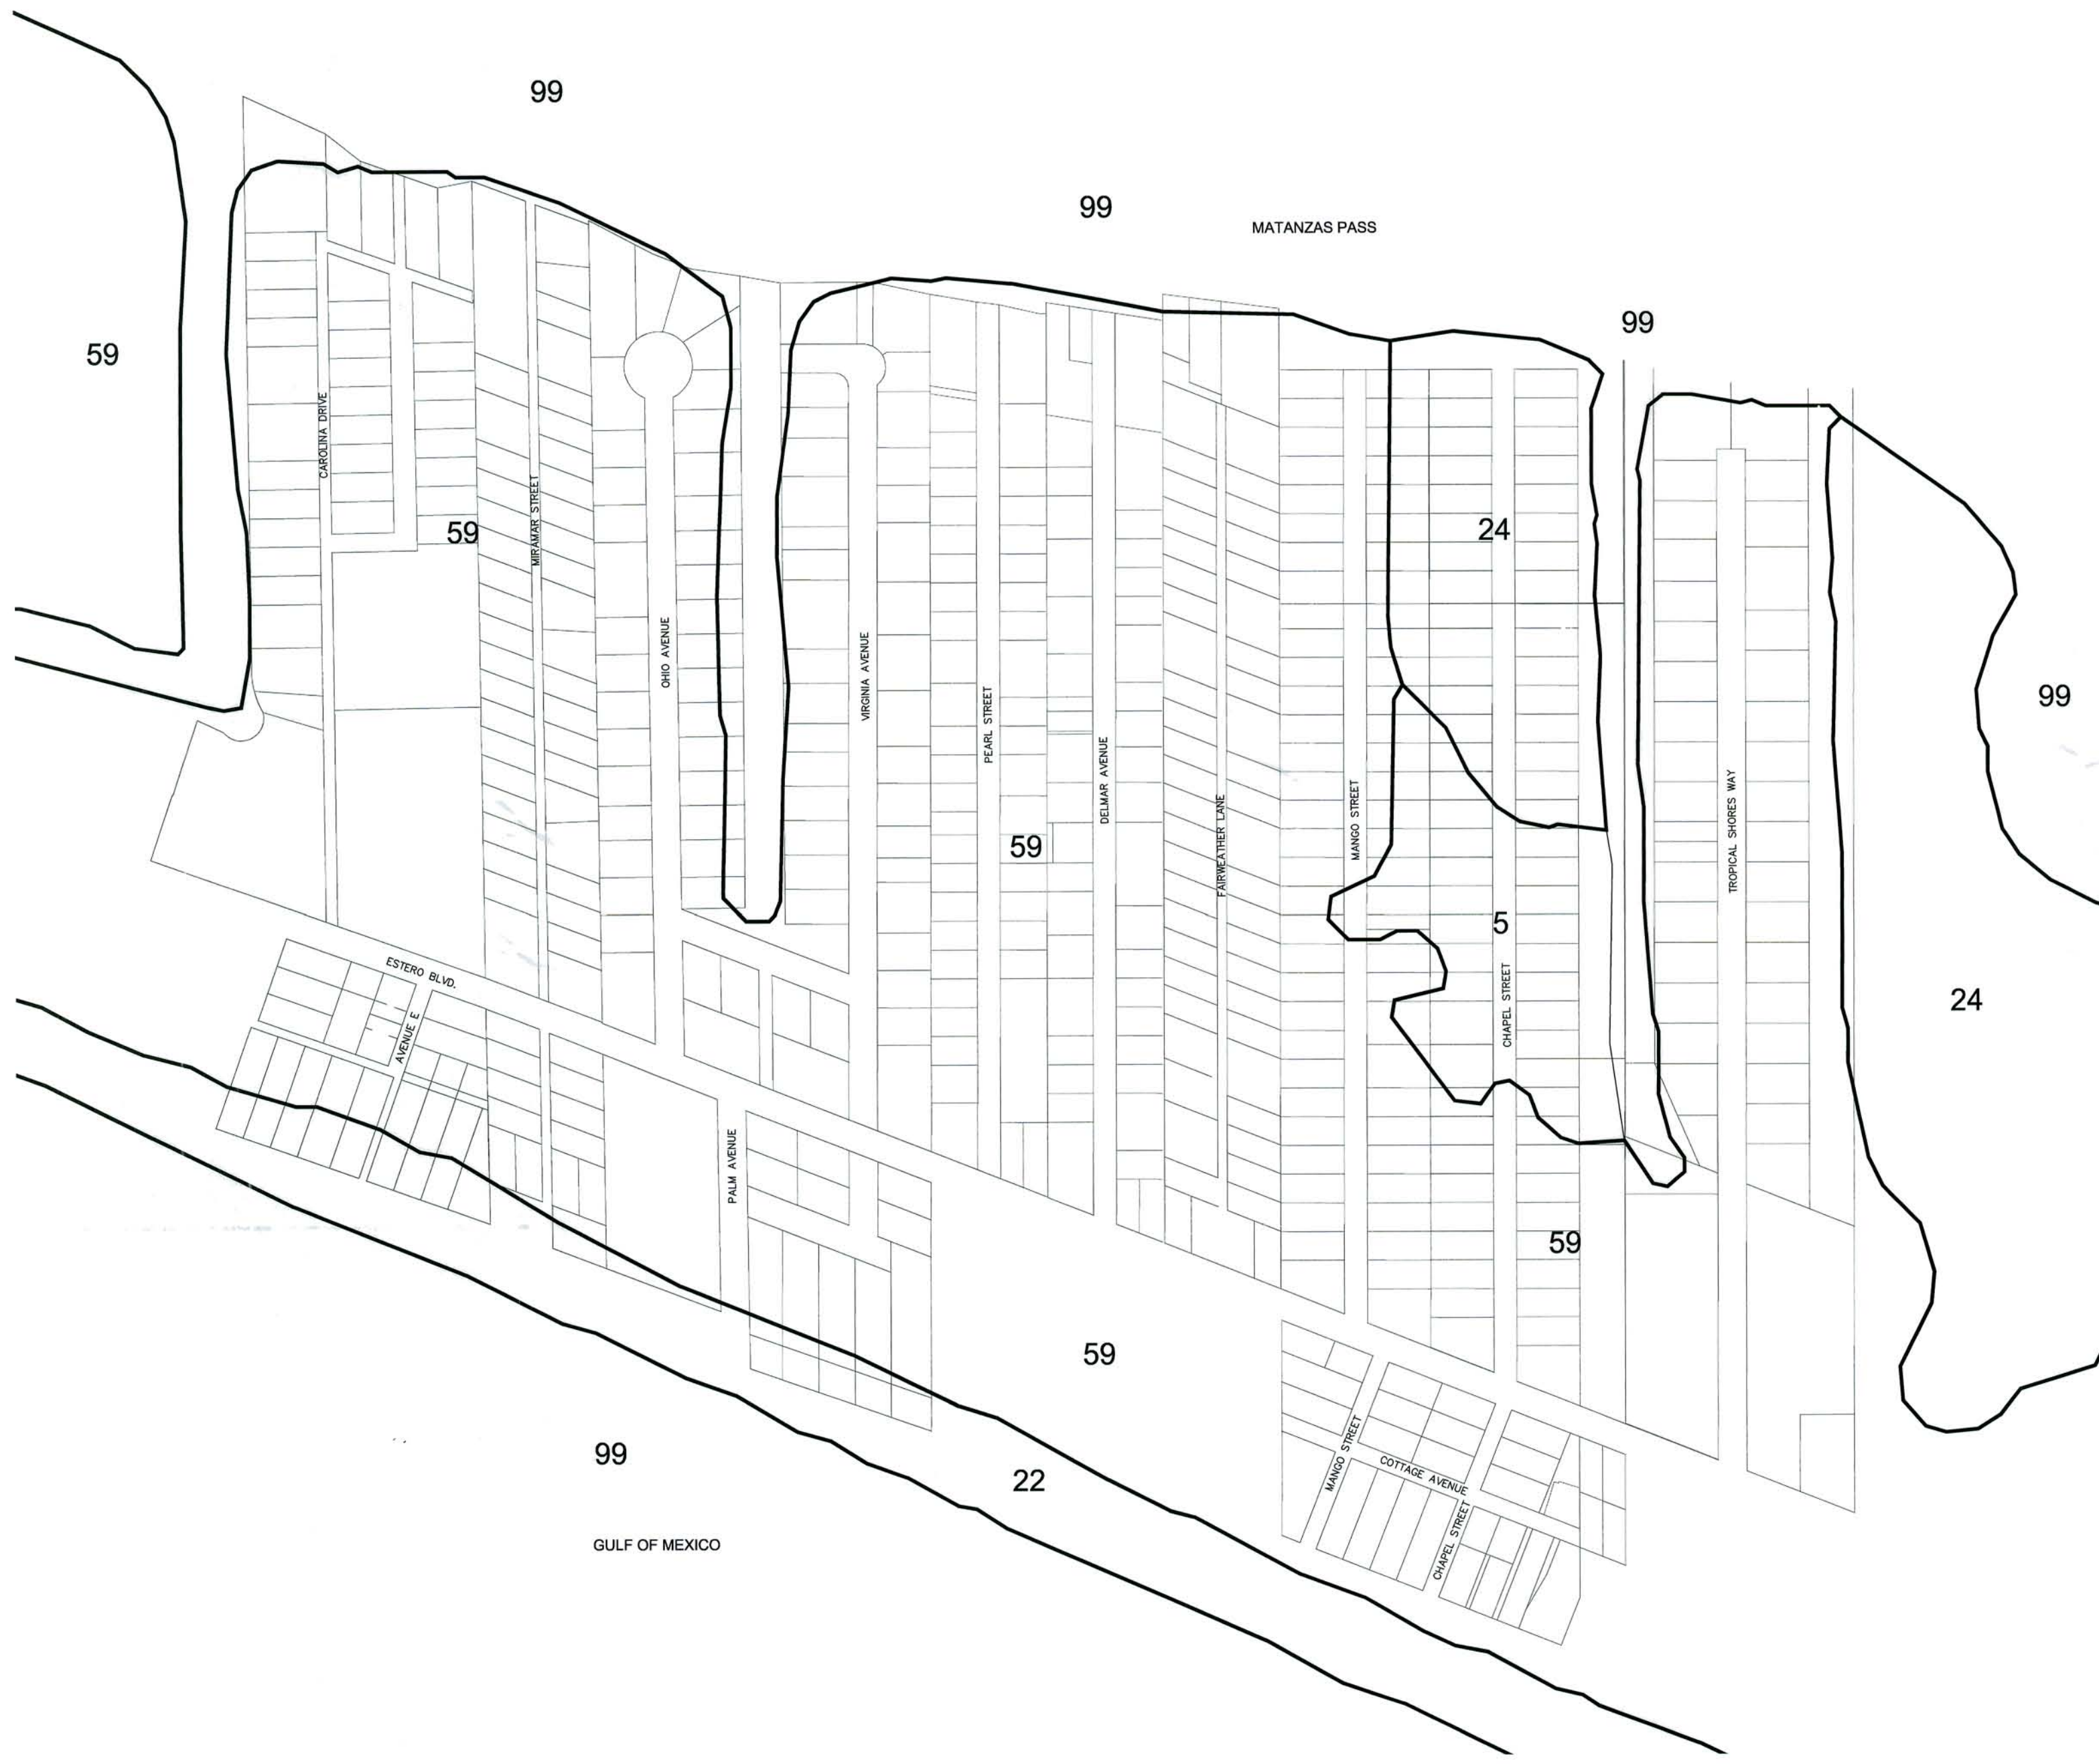 99
99
MATANZAS PASS
99
59
CAROLINA DRIVE
59
MIRAMAR STREET
24
OHIO AVENUE
VIRGINIA AVENUE
PEARL STREET
99
DELMAR AVENUE
59
FAIRWEATHER LANE
MANGO STREET
TROPICAL SHORES WAY
5
CHAPEL STREET
24
ESTERO BLVD.
AVENUE E
PALM AVENUE
59
59
99
22
MANGO STREET
COTTAGE AVENUE
CHAPEL STREET
GULF OF MEXICO